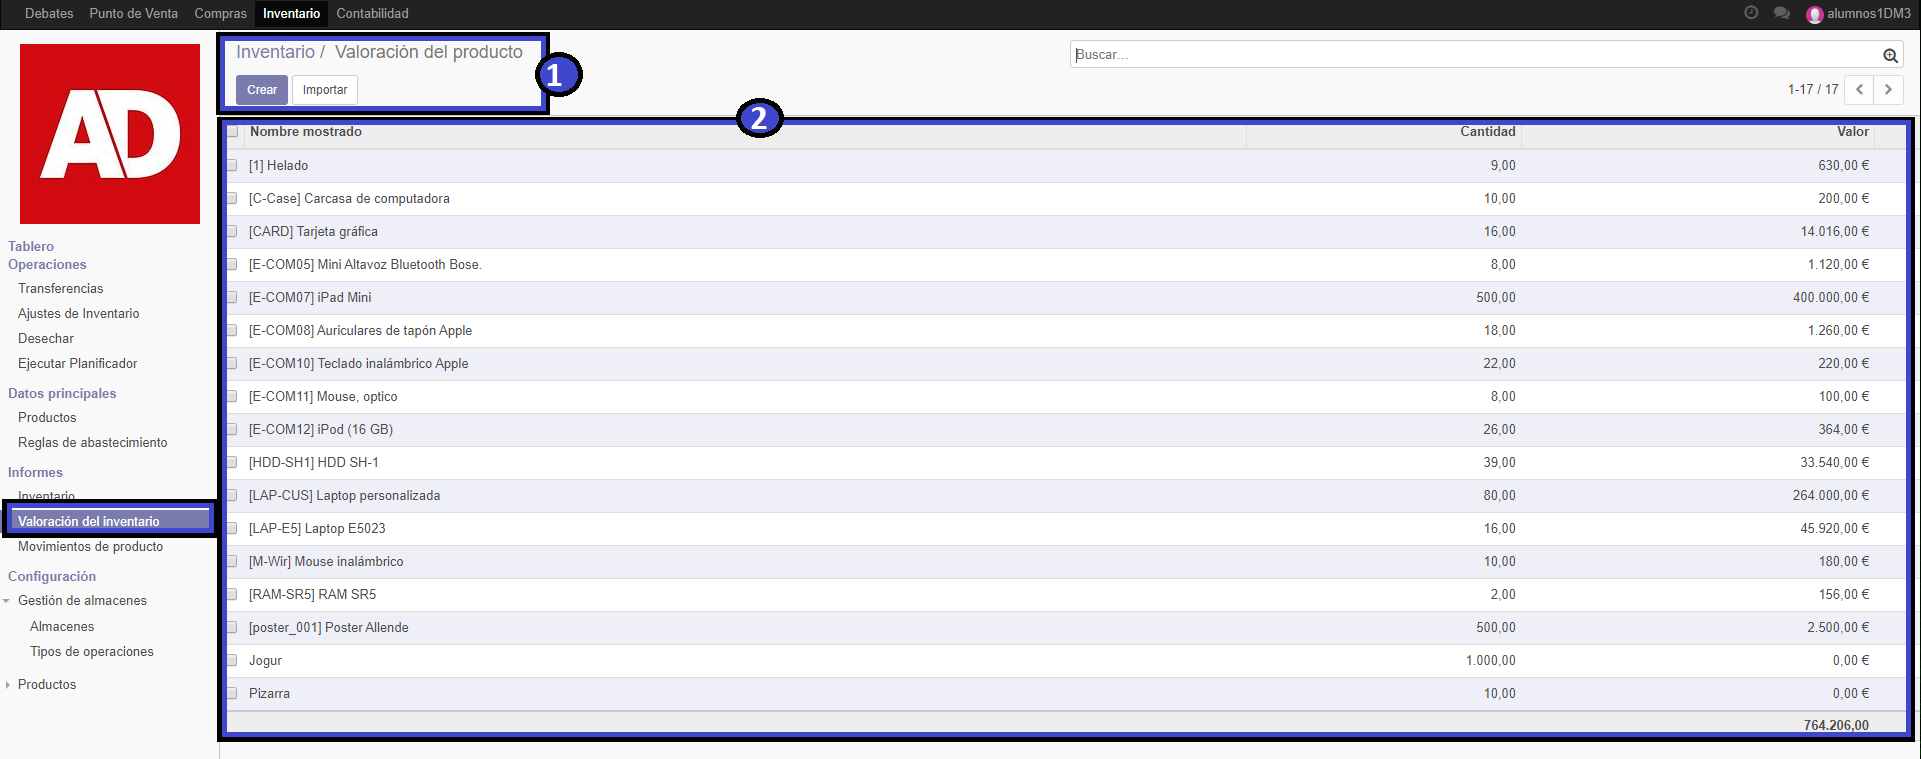 Debates Punto de Venta Compras Inventario Contabilidad alumnos1DM3
AD
Inventario / Valoración del producto
Crear Importar
1
Buscar...
1-17 / 17
2
Tablero
Operaciones
Transferencias
Ajustes de Inventario
Desechar
Ejecutar Planificador
Datos principales
Productos
Reglas de abastecimiento
Informes
Inventario
Valoración del inventario
Movimientos de producto
Configuración
Gestión de almacenes
Almacenes
Tipos de operaciones
Productos
Nombre mostrado Cantidad Valor
[1] Helado 9,00 630,00 €
[C-Case] Carcasa de computadora 10,00 200,00 €
[CARD] Tarjeta gráfica 16,00 14.016,00 €
[E-COM05] Mini Altavoz Bluetooth Bose. 8,00 1.120,00 €
[E-COM07] iPad Mini 500,00 400.000,00 €
[E-COM08] Auriculares de tapón Apple 18,00 1.260,00 €
[E-COM10] Teclado inalámbrico Apple 22,00 220,00 €
[E-COM11] Mouse, optico 8,00 100,00 €
[E-COM12] iPod (16 GB) 26,00 364,00 €
[HDD-SH1] HDD SH-1 39,00 33.540,00 €
[LAP-CUS] Laptop personalizada 80,00 264.000,00 €
[LAP-E5] Laptop E5023 16,00 45.920,00 €
[M-Wir] Mouse inalámbrico 10,00 180,00 €
[RAM-SR5] RAM SR5 2,00 156,00 €
[poster_001] Poster Allende 500,00 2.500,00 €
Jogur 1.000,00 0,00 €
Pizarra 10,00 0,00 €
764.206,00